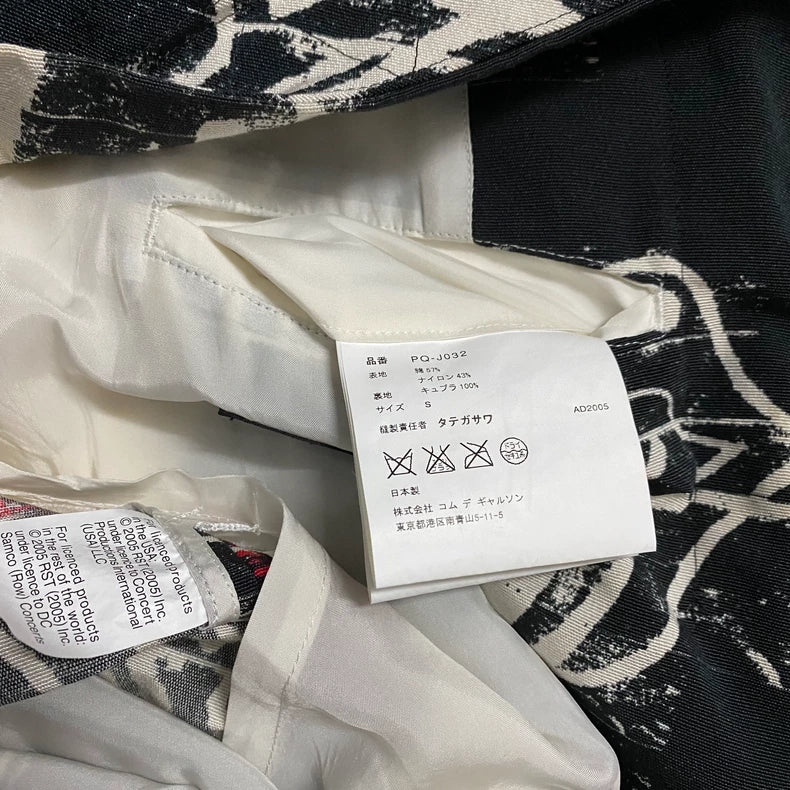 品番 PQ-J032
表地 綿 57%
ナイロン 43%
裏地 キュプラ 100%
サイズ S AD2005
縫製責任者 タテガサワ
ドライ
日本製
株式会社 コム デ ギャルソン
東京都港区南青山5-11-5
in the USA:
© 2005 RST (2005) Inc.
Under licence to Concert
Productions International
(USA) LLC
For licenced products
in the rest of the world:
© 2005 RST (2005) Inc.
under licence to DC
Samco (Row) Concerts